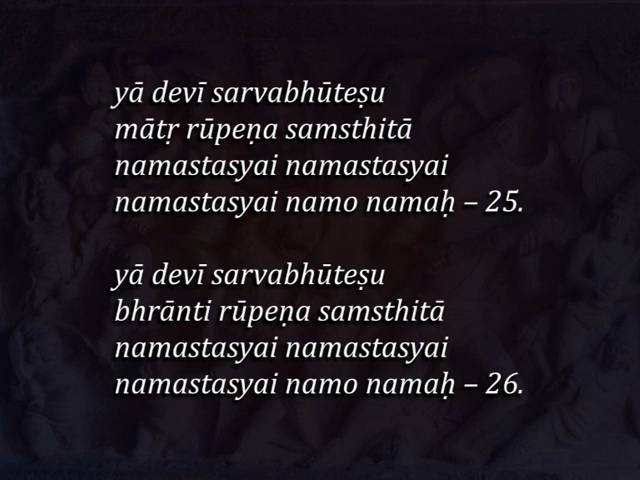 yā devī sarvabhūteṣu
mātṛ rūpeṇa samsthitā
namastasyai namastasyai
namastasyai namo namaḥ – 25.
yā devī sarvabhūteṣu
bhrānti rūpeṇa samsthitā
namastasyai namastasyai
namastasyai namo namaḥ – 26.